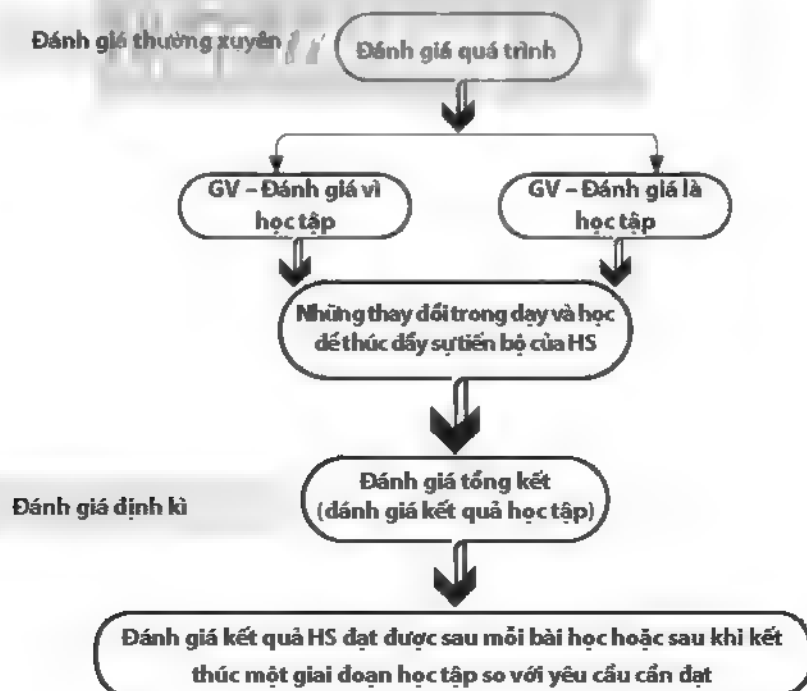 Đánh giá thường xuyên
Đánh giá quá trình
GV – Đánh giá vì
học tập
GV – Đánh giá là
học tập
Những thay đổi trong dạy và học
để thúc đẩy sự tiến bộ của HS
Đánh giá tổng kết
(đánh giá kết quả học tập)
Đánh giá định kì
Đánh giá kết quả HS đạt được sau mỗi bài học hoặc sau khi kết
thúc một giai đoạn học tập so với yêu cầu cần đạt